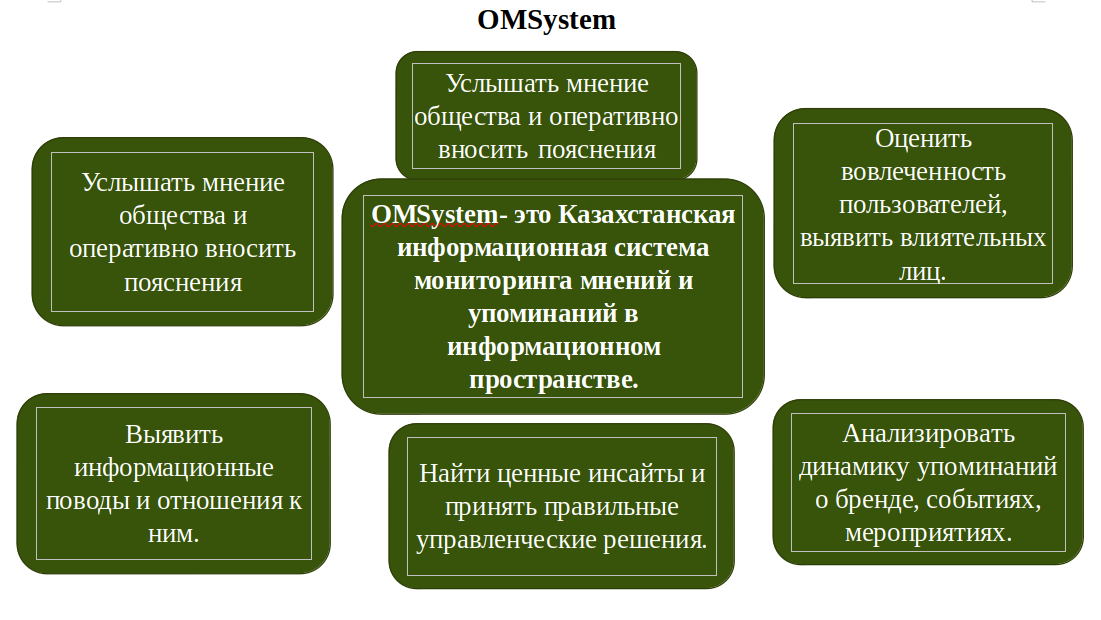 OMSystem
Услышать мнение
общества и оперативно
вносить пояснения
Услышать мнение
общества и
оперативно вносить
пояснения
OMSystem- это Казахстанская
информационная система
мониторинга мнений и
упоминаний в
информационном
пространстве.
Оценить
вовлеченность
пользователей,
выявить влиятельных
лиц.
Выявить
информационные
поводы и отношения к
ним.
Найти ценные инсайты и
принять правильные
управленческие решения.
Анализировать
динамику упоминаний
о бренде, событиях,
мероприятиях.